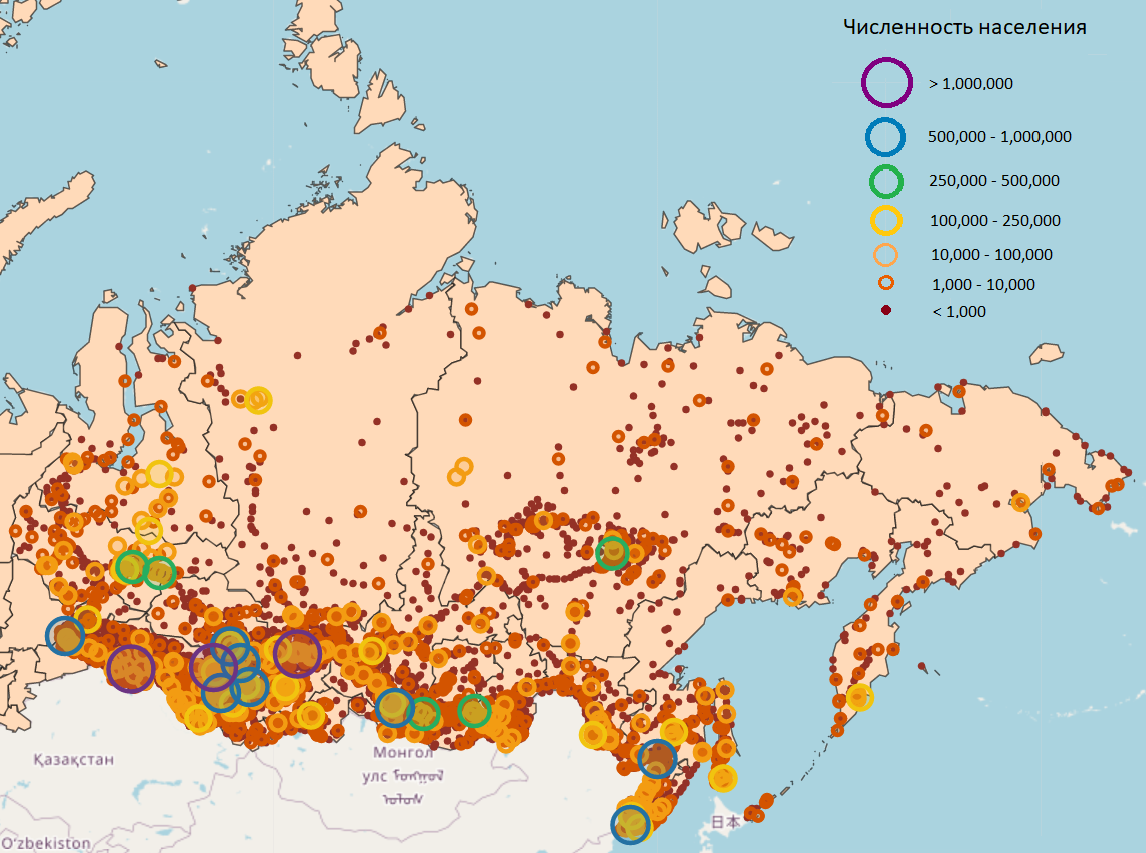 Численность населения
> 1,000,000
500,000 - 1,000,000
250,000 - 500,000
100,000 - 250,000
10,000 - 100,000
1,000 - 10,000
< 1,000
Қазақстан
Монгол
улс
日本
O'zbekiston